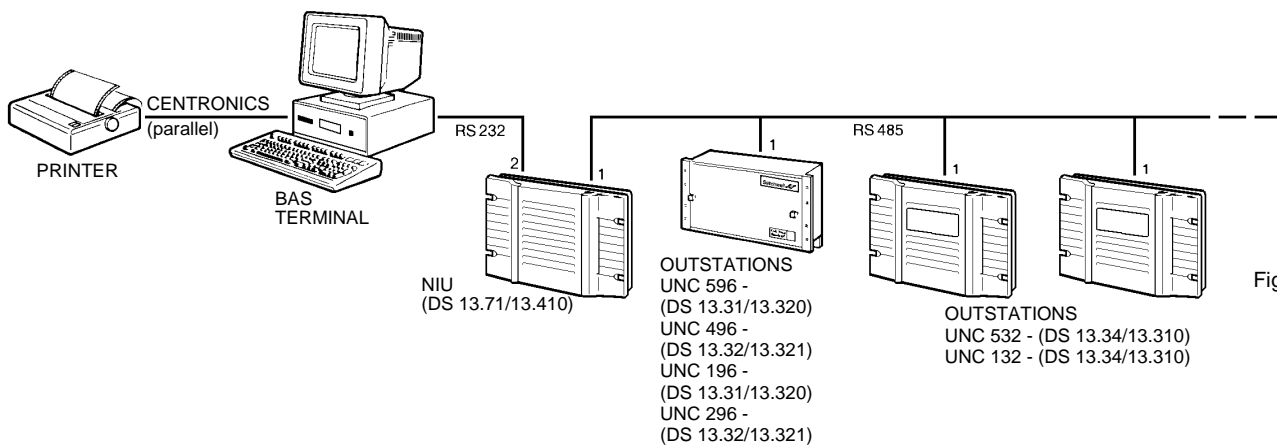 CENTRONICS
(parallel)
PRINTER
BAS
TERMINAL
RS 232
2
1
NIU
(DS 13.71/13.410)
RS 485
1
OUTSTATIONS
UNC 596 -
(DS 13.31/13.320)
UNC 496 -
(DS 13.32/13.321)
UNC 196 -
(DS 13.31/13.320)
UNC 296 -
(DS 13.32/13.321)
1
1
OUTSTATIONS
UNC 532 - (DS 13.34/13.310)
UNC 132 - (DS 13.34/13.310)
Fig